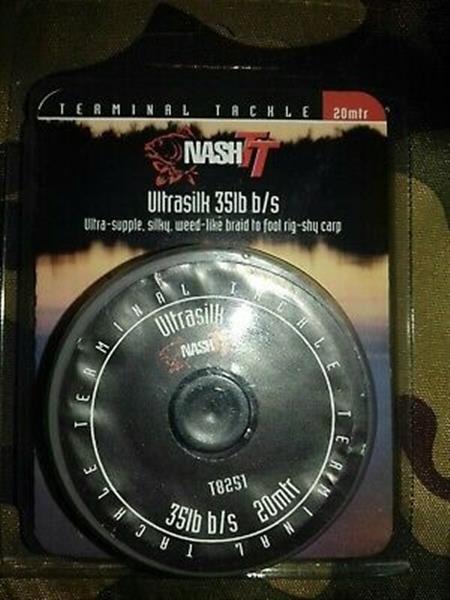 TERMINAL TACKLE 20mtr
NASH TT
Ultrasilk 35lb b/s
Ultra-supple, silky, weed-like braid to fool rig-shy carp
TERMINAL TACKLE TERMINAL TACKLE
Ultrasilk
NASH
T8251
35lb b/s 20mtr